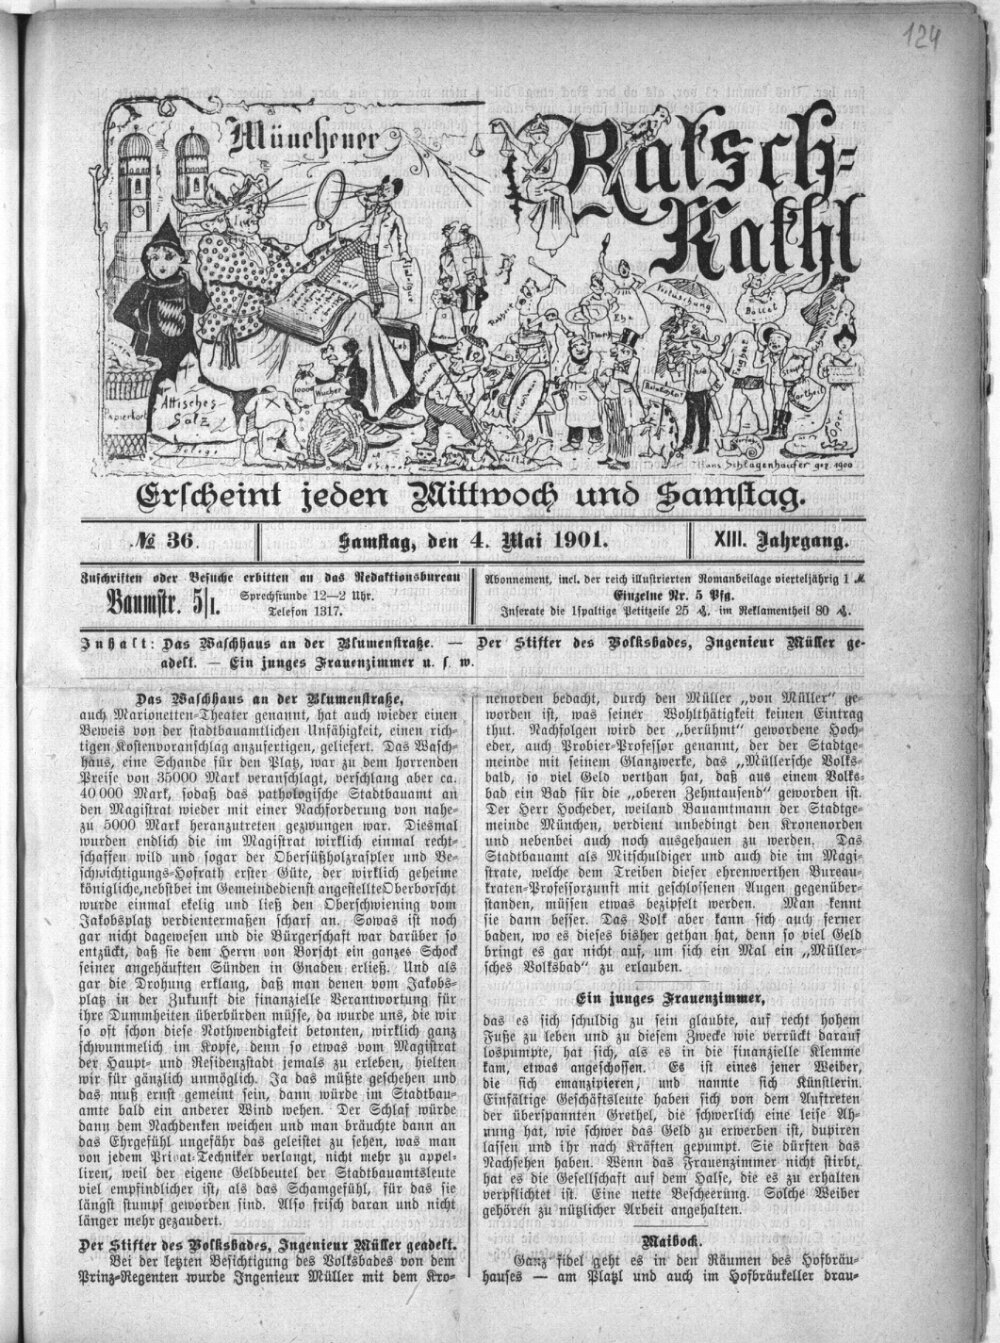 124
Münchener
Ratsch-
Kathl
Attisches
Salz
Papierkorb
Wucher
Vertuschung
Ballet
Ehe
Hans Schlagenhaufer gez. 1900
Erscheint jeden Mittwoch und Samstag.
№ 36.
Samstag, den 4. Mai 1901.
XIII. Jahrgang.
Zuschriften oder Besuche erbitten an das Redaktionsbureau
Baumstr. 5/I. Sprechstunde 12—2 Uhr.
Telefon 1317.
Abonnement, incl. der reich illustrierten Romanbeilage vierteljährig 1 M
Einzelne Nr. 5 Pfg.
Inserate die 1spaltige Petitzeile 25 ₰, im Reklamentheil 80 ₰.
Inhalt: Das Waschhaus an der Blumenstraße. — Der Stifter des Volksbades, Ingenieur Müller ge-
adelt. — Ein junges Frauenzimmer u. s. w.
Das Waschhaus an der Blumenstraße,
auch Marionetten-Theater genannt, hat auch wieder einen
Beweis von der stadtbauamtlichen Unfähigkeit, einen rich-
tigen Kostenvoranschlag anzufertigen, geliefert. Das Wasch-
haus, eine Schande für den Platz, war zu dem horrenden
Preise von 35000 Mark veranschlagt, verschlang aber ca.
40 000 Mark, sodaß das pathologische Stadtbauamt an
den Magistrat wieder mit einer Nachforderung von nahe-
zu 5000 Mark heranzutreten gezwungen war. Diesmal
wurden endlich die im Magistrat wirklich einmal recht-
schaffen wild und sogar der Obersüßholzraspler und Be-
schwichtigungs-Hofrath erster Güte, der wirklich geheime
königliche, nebstbei im Gemeindedienst angestellte Oberborscht
wurde einmal ekelig und ließ den Oberschwiening vom
Jakobsplatz verdientermaßen scharf an. Sowas ist noch
gar nicht dagewesen und die Bürgerschaft war darüber so
entzückt, daß sie dem Herrn von Borscht ein ganzes Schock
seiner angehäuften Sünden in Gnaden erließ. Und als
gar die Drohung erklang, daß man denen vom Jakobs-
platz in der Zukunft die finanzielle Verantwortung für
ihre Dummheiten überbürden müsse, da wurde uns, die wir
so oft schon diese Nothwendigkeit betonten, wirklich ganz
schwummelich im Kopfe, denn so etwas vom Magistrat
der Haupt- und Residenzstadt jemals zu erleben, hielten
wir für gänzlich unmöglich. Ja das müßte geschehen und
das muß ernst gemeint sein, dann würde im Stadtbau-
amte bald ein anderer Wind wehen. Der Schlaf würde
dann dem Nachdenken weichen und man bräuchte dann an
das Ehrgefühl ungefähr das geleistet zu sehen, was man
von jedem Privat-Techniker verlangt, nicht mehr zu appel-
liren, weil der eigene Geldbeutel der Stadtbauamtsleute
viel empfindlicher ist, als das Schamgefühl, für das sie
längst stumpf geworden sind. Also frisch daran und nicht
länger mehr gezaudert.
Der Stifter des Volksbades, Ingenieur Müller geadelt.
Bei der letzten Besichtigung des Volksbades von dem
Prinz-Regenten wurde Ingenieur Müller mit dem Kro-
nenorden bedacht, durch den Müller „von Müller" ge-
worden ist, was seiner Wohlthätigkeit keinen Eintrag
thut. Nachfolgen wird der „berühmt" gewordene Hoch-
eder, auch Probier-Professor genannt, der der Stadtge-
meinde mit seinem Glanzwerke, das „Müllersche Volks-
bald, so viel Geld verthan hat, daß aus einem Volks-
bad ein Bad für die „oberen Zehntausend" geworden ist.
Der Herr Hocheder, weiland Bauamtmann der Stadtge-
meinde München, verdient unbedingt den Kronenorden
und nebenbei auch noch ausgehauen zu werden. Das
Stadtbauamt als Mitschuldiger und auch die im Magi-
strate, welche dem Treiben dieser ehrenwerthen Bureau-
kraten-Professorzunft mit geschlossenen Augen gegenüber-
standen, müssen etwas bezipfelt werden. Man kennt
sie dann besser. Das Volk aber kann sich auch ferner
baden, wo es dieses bisher gethan hat, denn so viel Geld
bringt es gar nicht auf, um sich ein Mal ein „Müller-
sches Volksbad" zu erlauben.
Ein junges Frauenzimmer,
das es sich schuldig zu sein glaubte, auf recht hohem
Fuße zu leben und zu diesem Zwecke wie verrückt darauf
lospumpte, hat sich, als es in die finanzielle Klemme
kam, etwas angeschossen. Es ist eines jener Weiber,
die sich emanzipieren, und nannte sich Künstlerin.
Einfältige Geschäftsleute haben sich von dem Auftreten
der überspannten Grethel, die schwerlich eine leise Ah-
nung hat, wie schwer das Geld zu erwerben ist, dupiren
lassen und ihr nach Kräften gepumpt. Sie dürften das
Nachsehen haben. Wenn das Frauenzimmer nicht stirbt,
hat es die Gesellschaft auf dem Halse, die es zu erhalten
verpflichtet ist. Eine nette Bescheerung. Solche Weiber
gehören zu nützlicher Arbeit angehalten.
Maibock.
Ganz fidel geht es in den Räumen des Hofbräu-
hauses — am Platzl und auch im Hofbräukeller drau-